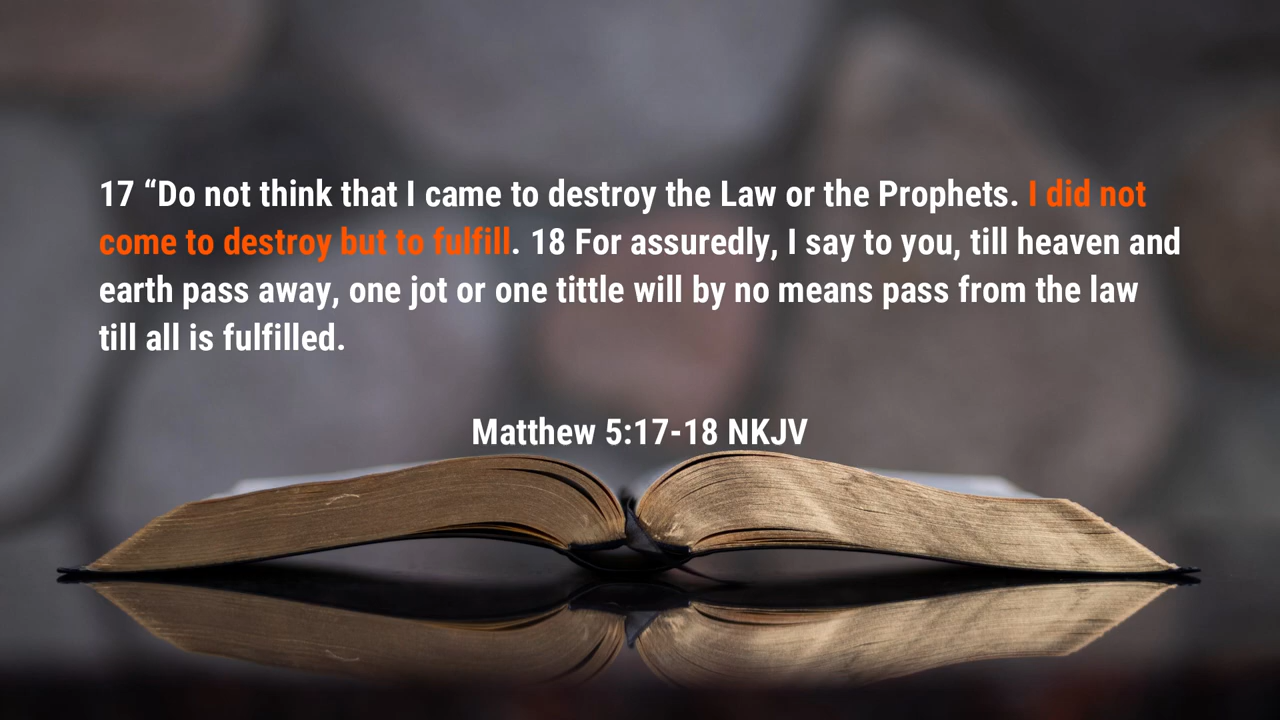 17 “Do not think that I came to destroy the Law or the Prophets. I did not
come to destroy but to fulfill. 18 For assuredly, I say to you, till heaven and
earth pass away, one jot or one tittle will by no means pass from the law
till all is fulfilled.
Matthew 5:17-18 NKJV